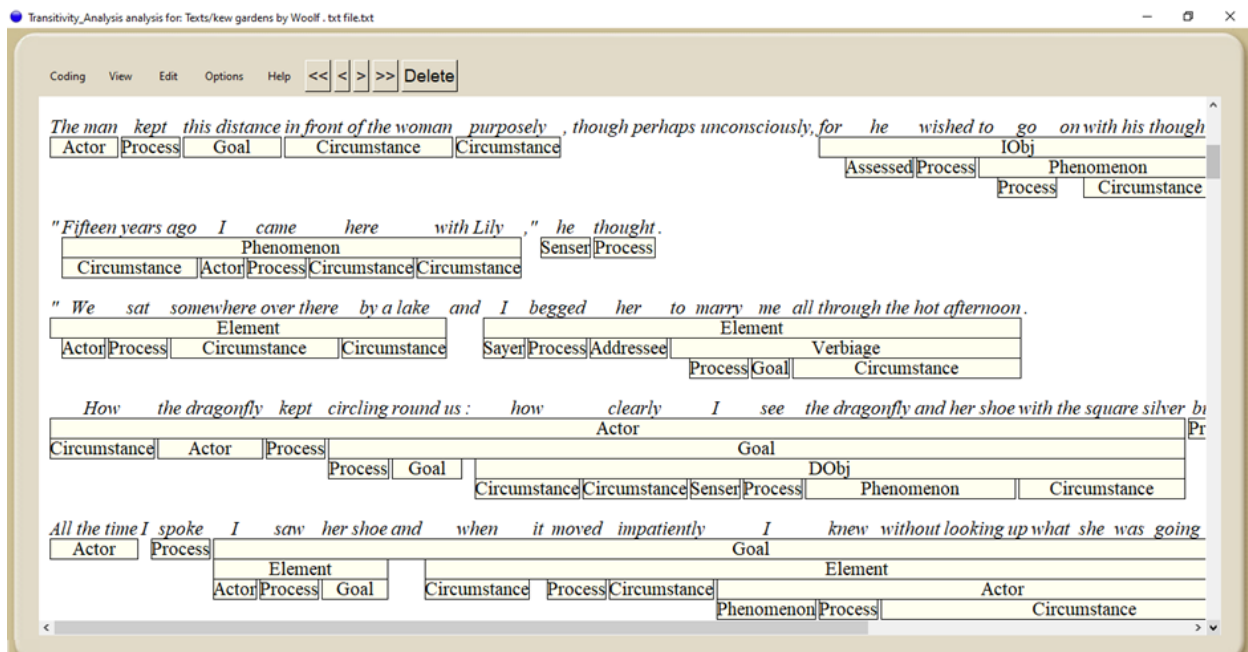 Transitivity_Analysis analysis for: Texts/kew gardens by Woolf . txt file.txt
Coding View Edit Options Help << < > >> Delete
The man kept this distance in front of the woman purposely , though perhaps unconsciously, for he wished to go on with his though
Actor Process Goal Circumstance Circumstance IObj
Assessed Process Phenomenon
Process Circumstance
" Fifteen years ago I came here with Lily ," he thought .
Phenomenon Senser Process
Circumstance Actor Process Circumstance Circumstance
" We sat somewhere over there by a lake and I begged her to marry me all through the hot afternoon .
Element Element
Actor Process Circumstance Circumstance Sayer Process Addressee Verbiage
Process Goal Circumstance
How the dragonfly kept circling round us : how clearly I see the dragonfly and her shoe with the square silver
Actor Pr
Circumstance Actor Process Goal
Process Goal DObj
Circumstance Circumstance Senser Process Phenomenon Circumstance
All the time I spoke I saw her shoe and when it moved impatiently I knew without looking up what she was going
Actor Process Goal
Element Element
Actor Process Goal Circumstance Process Circumstance Actor
Phenomenon Process Circumstance